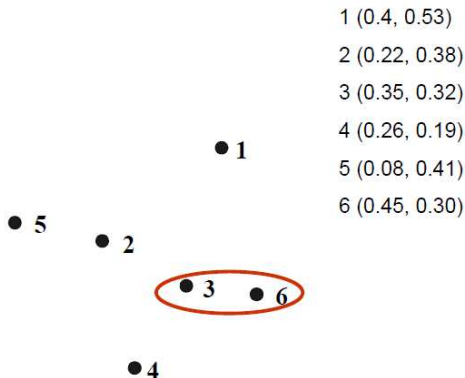 1 (0.4, 0.53)
2 (0.22, 0.38)
3 (0.35, 0.32)
4 (0.26, 0.19)
5 (0.08, 0.41)
6 (0.45, 0.30)
1
5
2
3
6
4